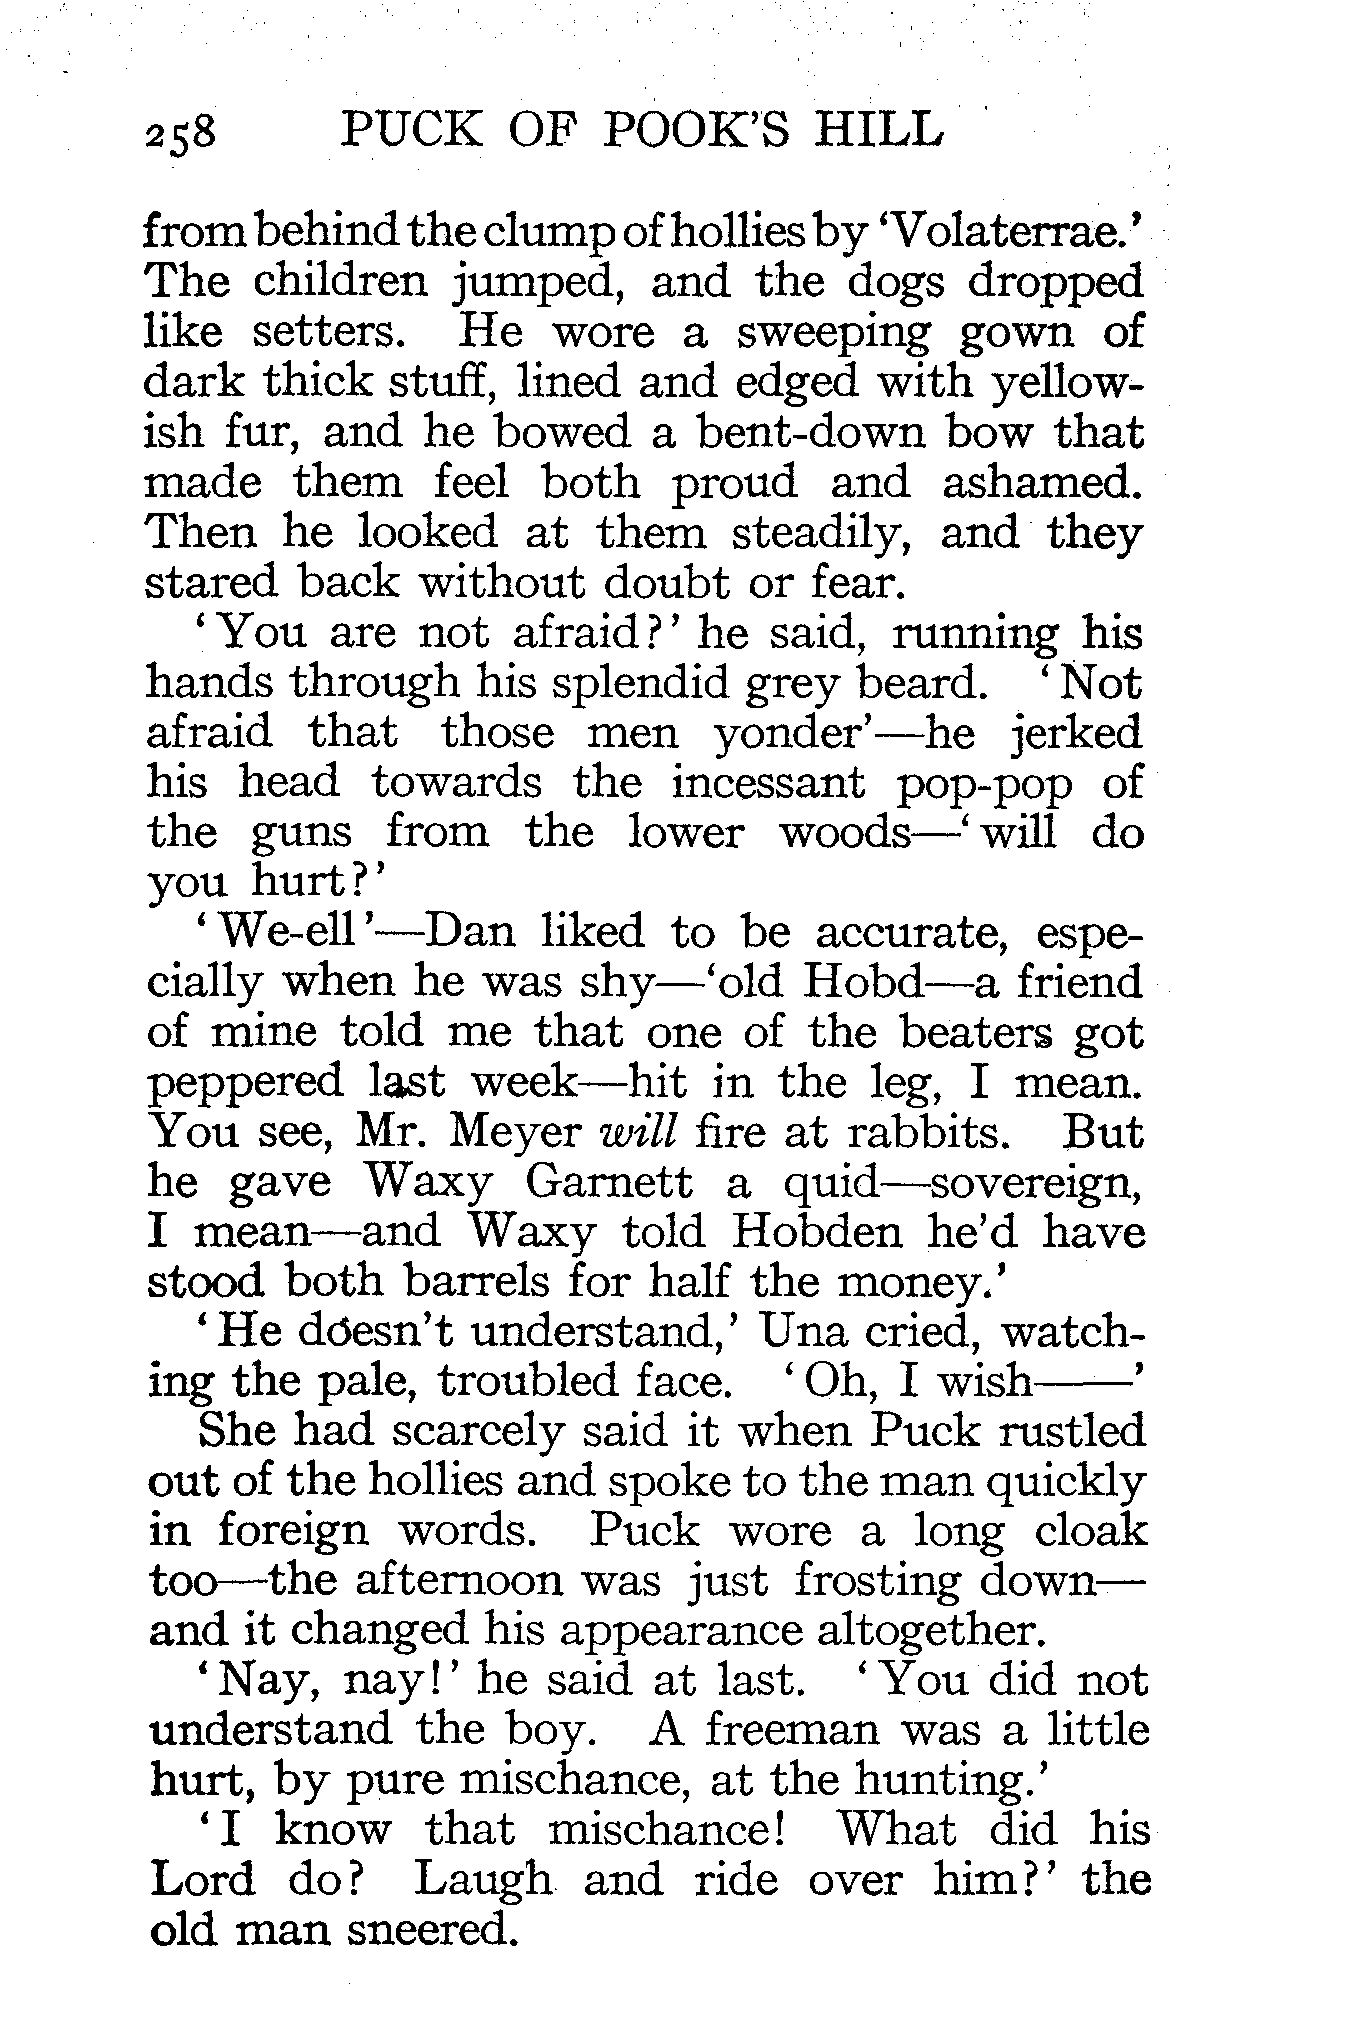 258 PUCK OF POOK'S HILL
from behind the clump of hollies by ‘Volaterrae.’
The children jumped, and the dogs dropped
like setters. He wore a sweeping gown of
dark thick stuff, lined and edged with yellow-
ish fur, and he bowed a bent-down bow that
made them feel both proud and ashamed.
Then he looked at them steadily, and they
stared back without doubt or fear.
‘You are not afraid?’ he said, running his
hands through his splendid grey beard. ‘Not
afraid that those men yonder’—he jerked
his head towards the incessant pop-pop of
the guns from the lower woods—‘will do
you hurt?’
‘We-ell’—Dan liked to be accurate, espe-
cially when he was shy—‘old Hobd—a friend
of mine told me that one of the beaters got
peppered last week—hit in the leg, I mean.
You see, Mr. Meyer will fire at rabbits. But
he gave Waxy Garnett a quid—sovereign,
I mean—and Waxy told Hobden he'd have
stood both barrels for half the money.’
‘He doesn't understand,’ Una cried, watch-
ing the pale, troubled face. ‘Oh, I wish——’
She had scarcely said it when Puck rustled
out of the hollies and spoke to the man quickly
in foreign words. Puck wore a long cloak
too—the afternoon was just frosting down—
and it changed his appearance altogether.
‘Nay, nay!’ he said at last. ‘You did not
understand the boy. A freeman was a little
hurt, by pure mischance, at the hunting.’
‘I know that mischance! What did his
Lord do? Laugh and ride over him?’ the
old man sneered.